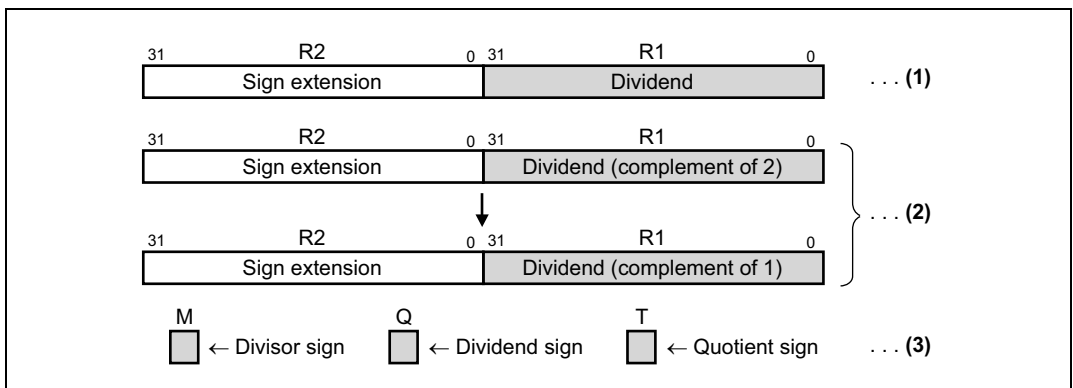 31 R2 0 31 R1 0
Sign extension Dividend . . . (1)
31 R2 0 31 R1 0
Sign extension Dividend (complement of 2)
. . . (2)
31 R2 0 31 R1 0
Sign extension Dividend (complement of 1)
M Q T
← Divisor sign ← Dividend sign ← Quotient sign . . . (3)